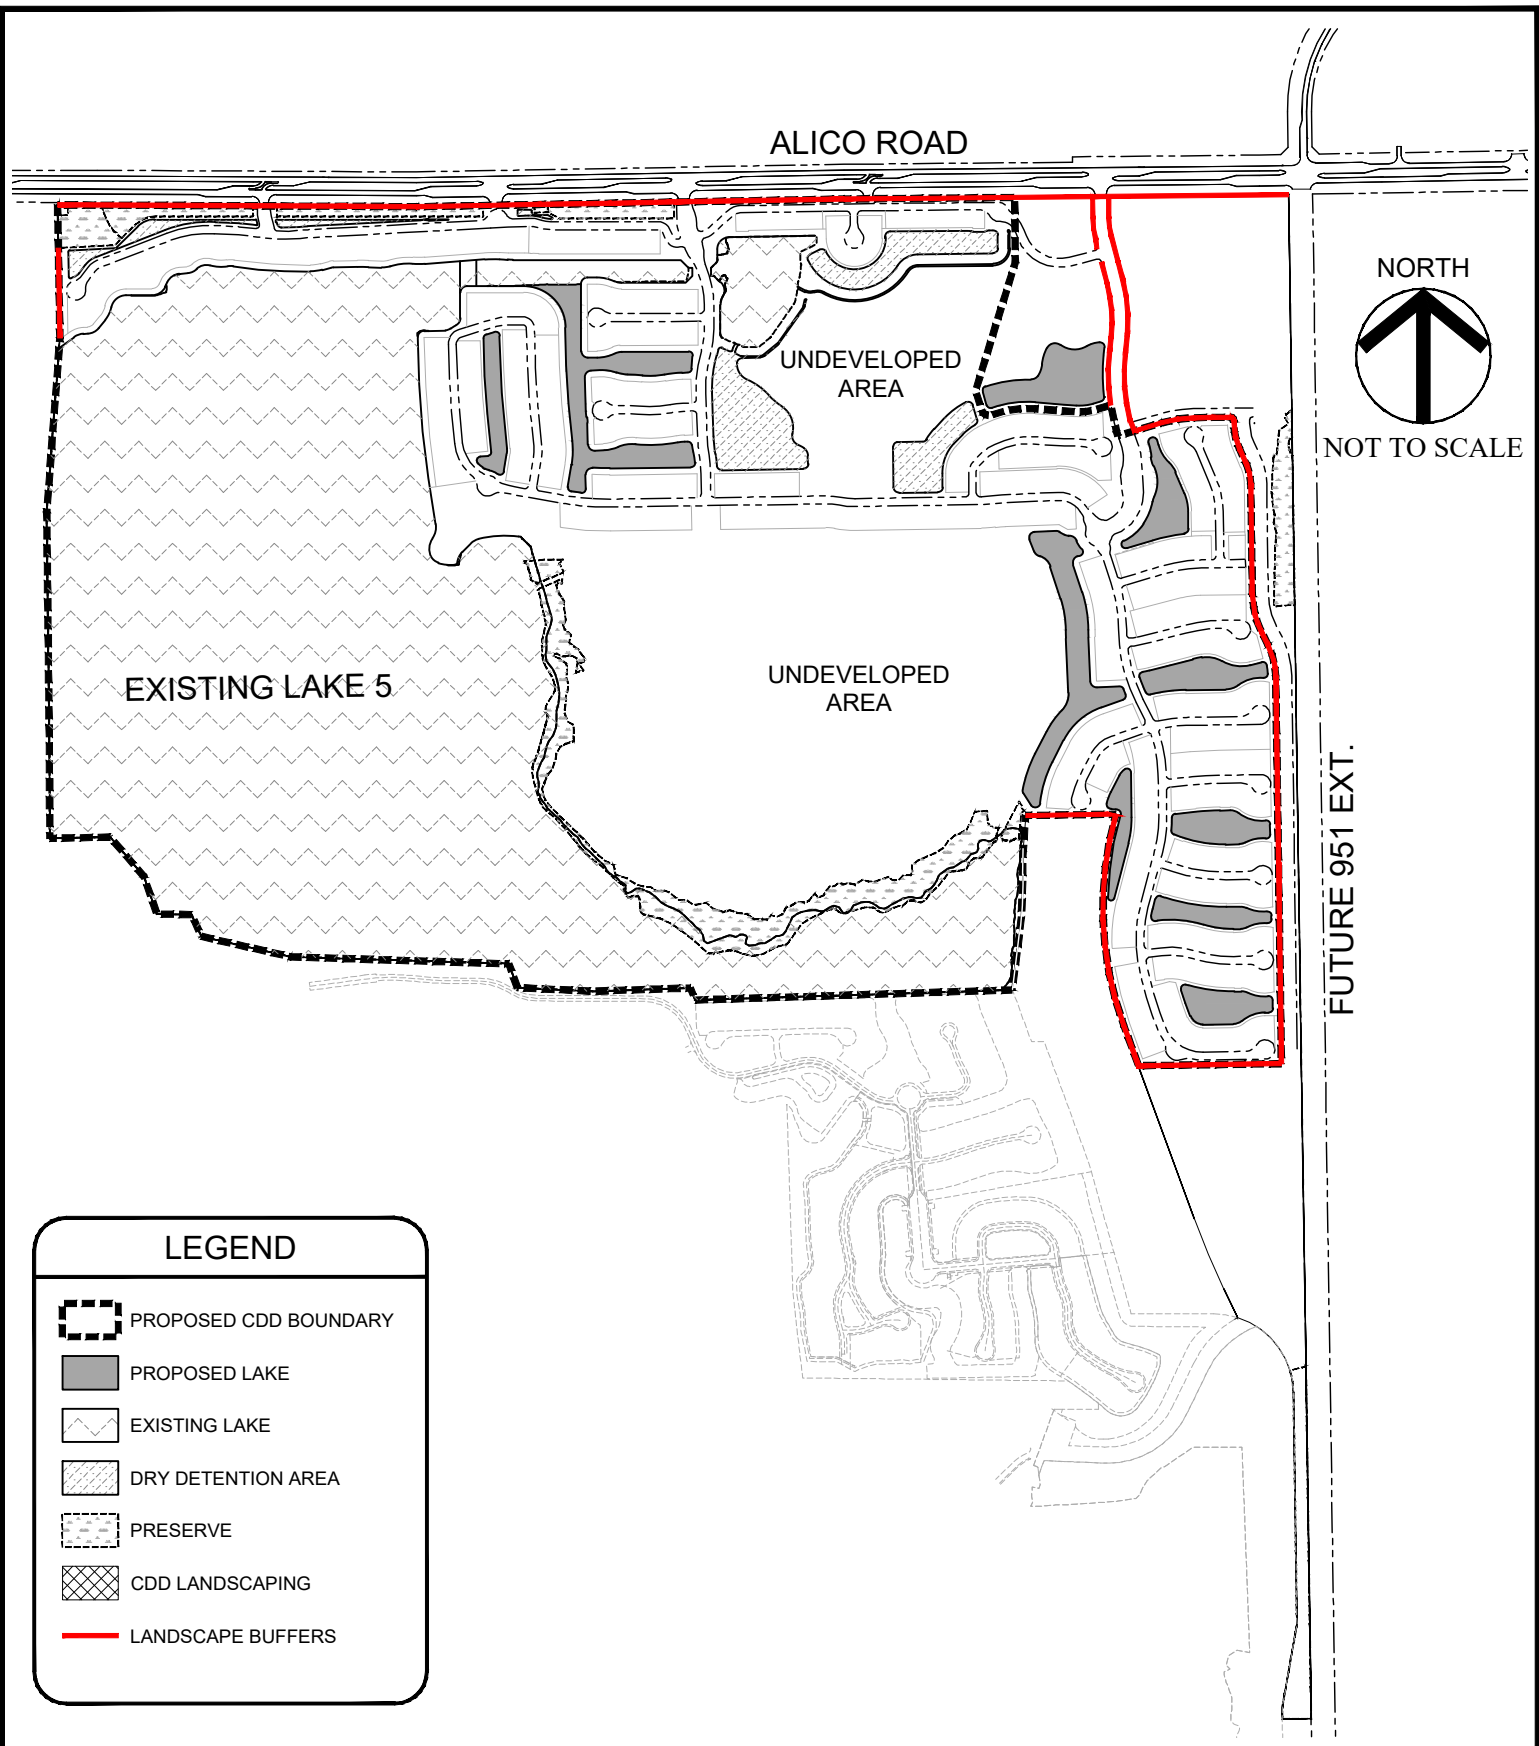 ALICO ROAD
NORTH
NOT TO SCALE
UNDEVELOPED
AREA
EXISTING LAKE 5
UNDEVELOPED
AREA
FUTURE 951 EXT.
LEGEND
PROPOSED CDD BOUNDARY
PROPOSED LAKE
EXISTING LAKE
DRY DETENTION AREA
PRESERVE
CDD LANDSCAPING
LANDSCAPE BUFFERS